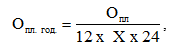 О пл. год. = О пл / 12 х Х х 24 ,